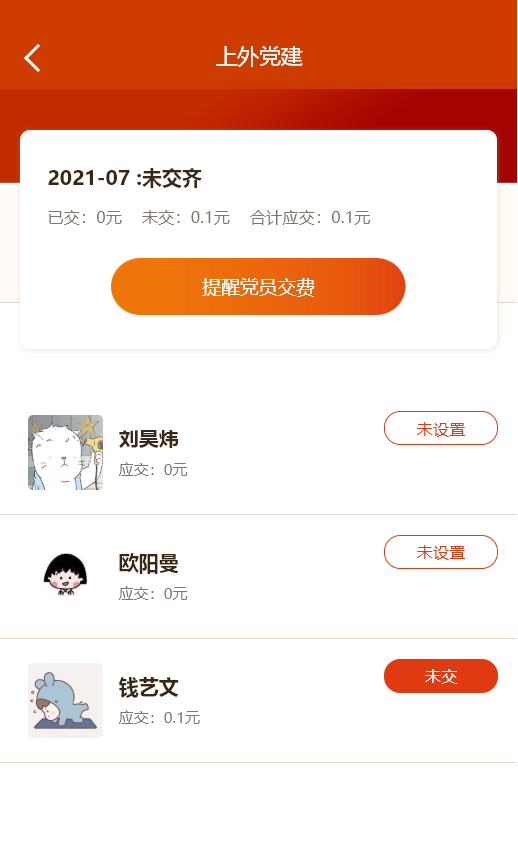 上外党建
2021-07 :未交齐
已交：0元 未交：0.1元 合计应交：0.1元
提醒党员交费
刘昊炜
未设置
应交：0元
欧阳曼
未设置
应交：0元
钱艺文
未交
应交：0.1元